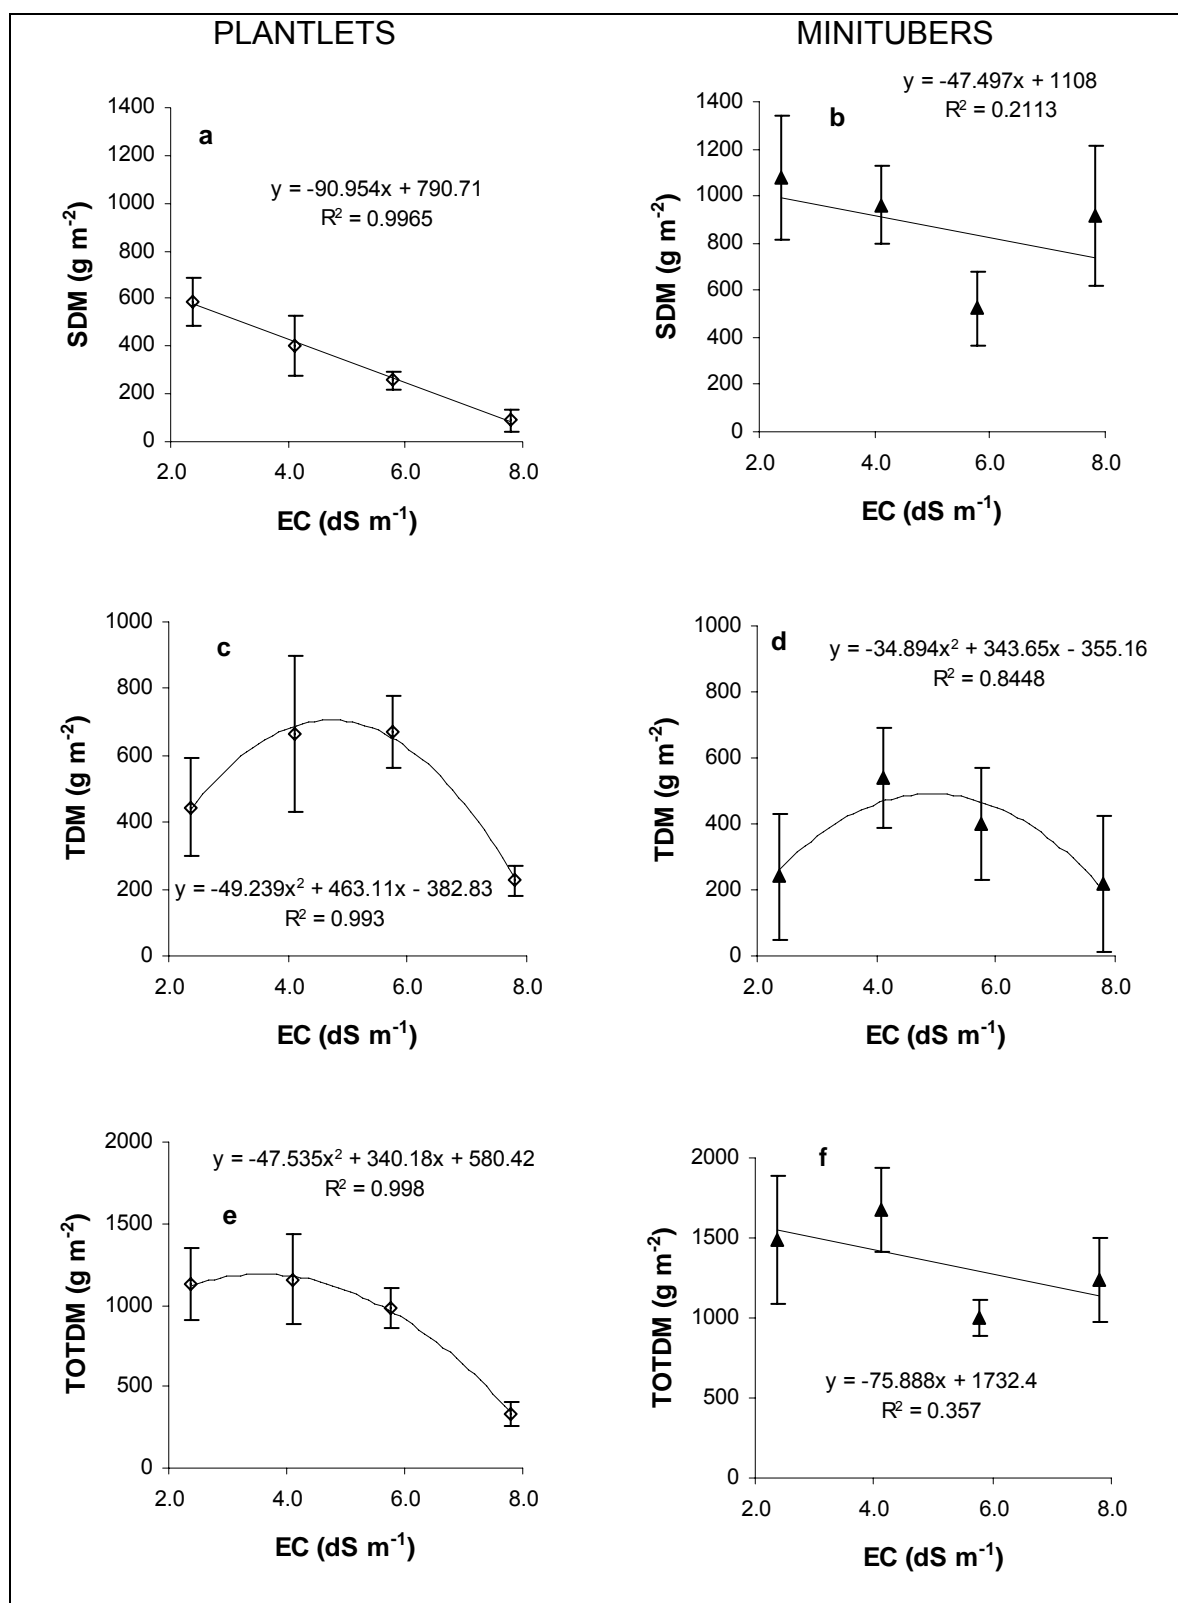 PLANTLETS
MINITUBERS
a
y = -90.954x + 790.71
R² = 0.9965
1400
1200
1000
800
600
400
200
0
SDM (g m⁻²)
2.0 4.0 6.0 8.0
EC (dS m⁻¹)
b
y = -47.497x + 1108
R² = 0.2113
1400
1200
1000
800
600
400
200
0
SDM (g m⁻²)
2.0 4.0 6.0 8.0
EC (dS m⁻¹)
c
1000
800
600
400
200
0
TDM (g m⁻²)
y = -49.239x² + 463.11x - 382.83
R² = 0.993
2.0 4.0 6.0 8.0
EC (dS m⁻¹)
d
y = -34.894x² + 343.65x - 355.16
R² = 0.8448
1000
800
600
400
200
0
TDM (g m⁻²)
2.0 4.0 6.0 8.0
EC (dS m⁻¹)
y = -47.535x² + 340.18x + 580.42
R² = 0.998
e
2000
1500
1000
500
0
TOTDM (g m⁻²)
2.0 4.0 6.0 8.0
EC (dS m⁻¹)
f
2000
1500
1000
500
0
TOTDM (g m⁻²)
y = -75.888x + 1732.4
R² = 0.357
2.0 4.0 6.0 8.0
EC (dS m⁻¹)